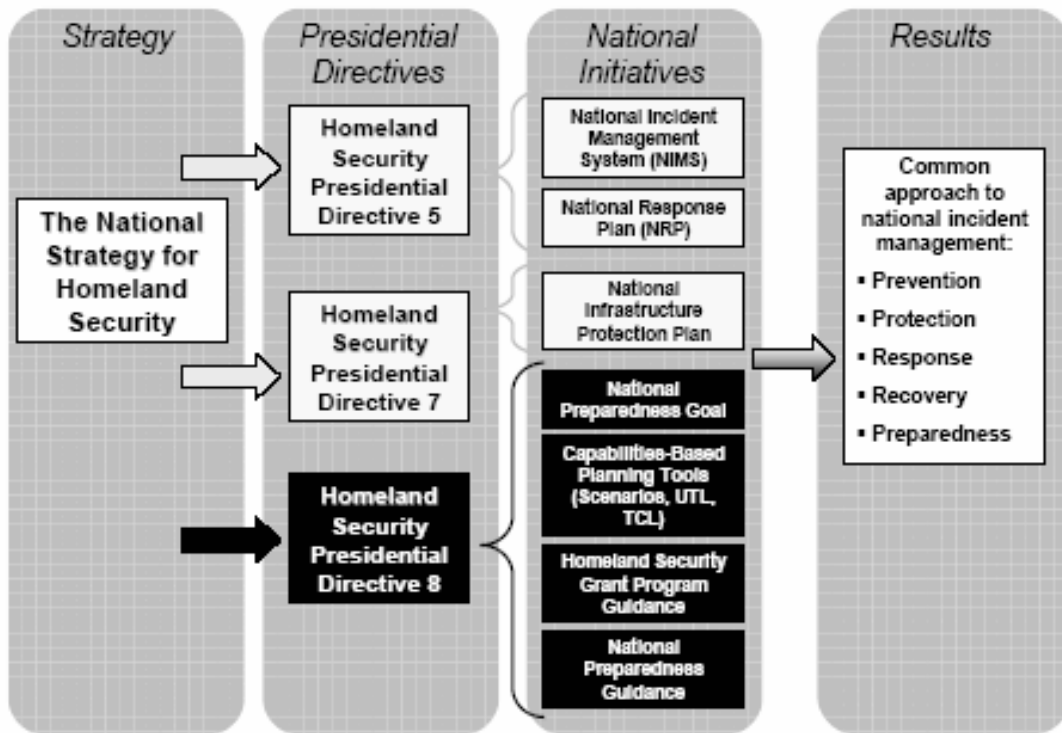 Strategy
The National
Strategy for
Homeland
Security
Presidential
Directives
Homeland
Security
Presidential
Directive 5
Homeland
Security
Presidential
Directive 7
Homeland
Security
Presidential
Directive 8
National
Initiatives
National Incident
Management
System (NIMS)
National Response
Plan (NRP)
National
Infrastructure
Protection Plan
National
Preparedness Goal
Capabilities-Based
Planning Tools
(Scenarios, UTL,
TCL)
Homeland Security
Grant Program
Guidance
National
Preparedness
Guidance
Results
Common
approach to
national incident
management:
▪ Prevention
▪ Protection
▪ Response
▪ Recovery
▪ Preparedness